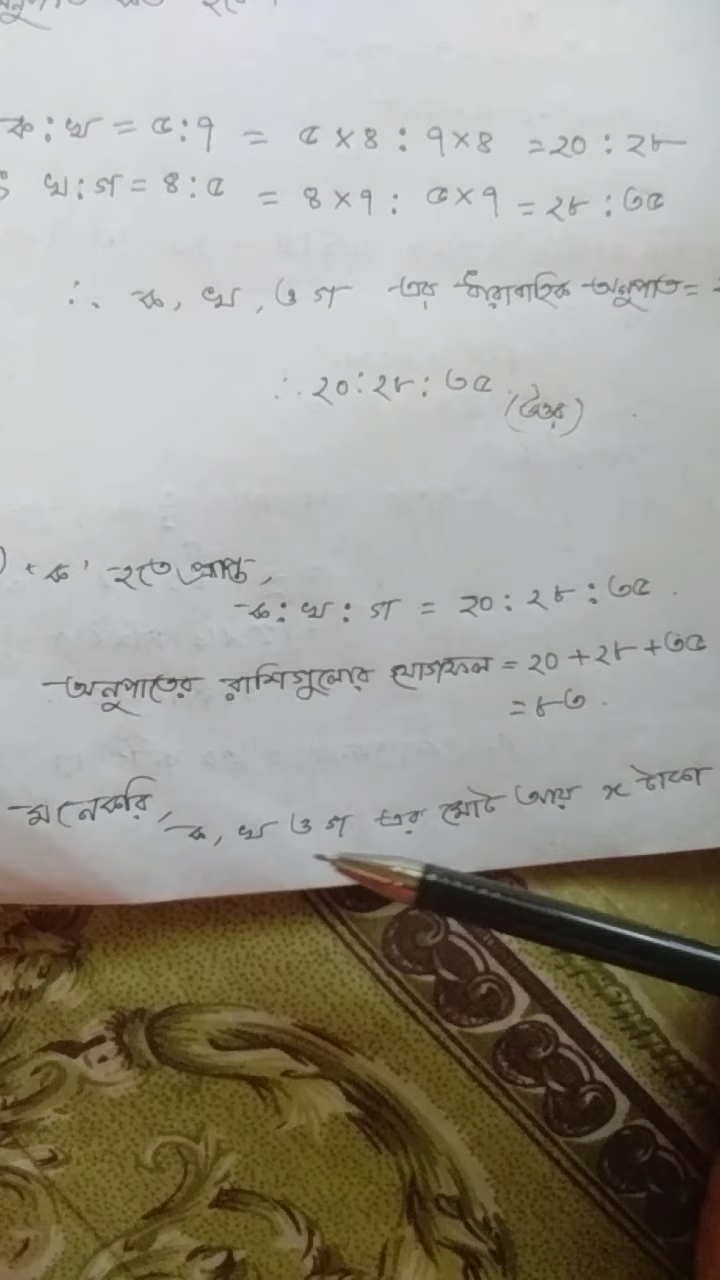 ক : খ = ৫ : ৭ = ৫ × ৪ : ৭ × ৪ = ২০ : ২৮
খ : গ = ৪ : ৫ = ৪ × ৭ : ৫ × ৭ = ২৮ : ৩৫
∴ ক, খ, ও গ এর ধারাবাহিক অনুপাত =
∴ ২০ : ২৮ : ৩৫ (উত্তর)
) 'ক' হতে প্রাপ্ত,
ক : খ : গ = ২০ : ২৮ : ৩৫
অনুপাতের রাশিগুলোর যোগফল = ২০ + ২৮ + ৩৫
= ৮৩
মনেকরি, ক, খ ও গ এর মোট আয় x টাকা